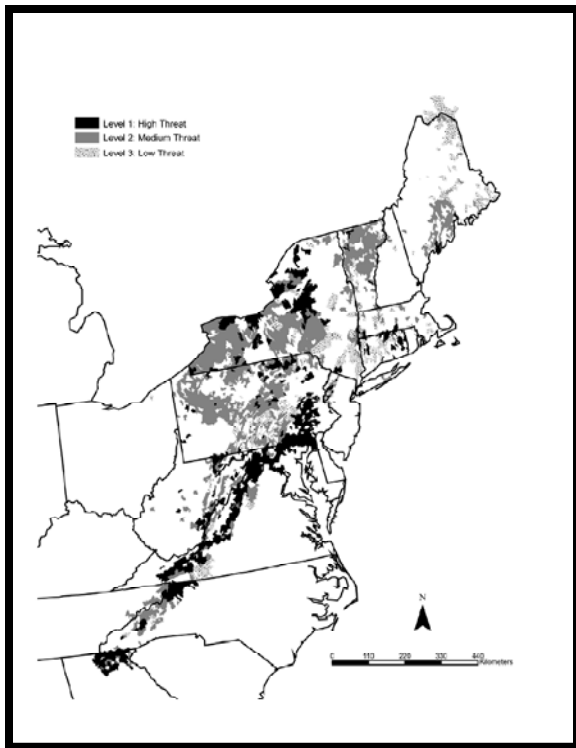 Level 1: High Threat
Level 2: Medium Threat
Level 3: Low Threat
N
0 110 220 330 440
Kilometers